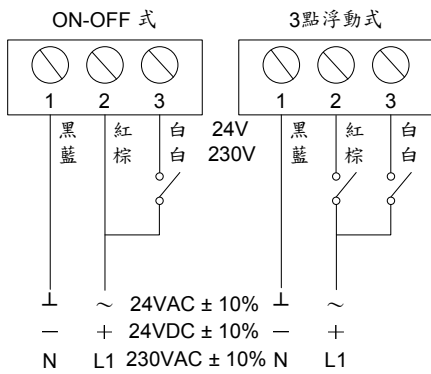 ON-OFF 式 3點浮動式
1 2 3 1 2 3
黑 紅 白 24V 黑 紅 白
藍 棕 白 230V 藍 棕 白
⊥ ~ 24VAC ± 10% ⊥ ~
− + 24VDC ± 10% − +
N L1 230VAC ± 10% N L1